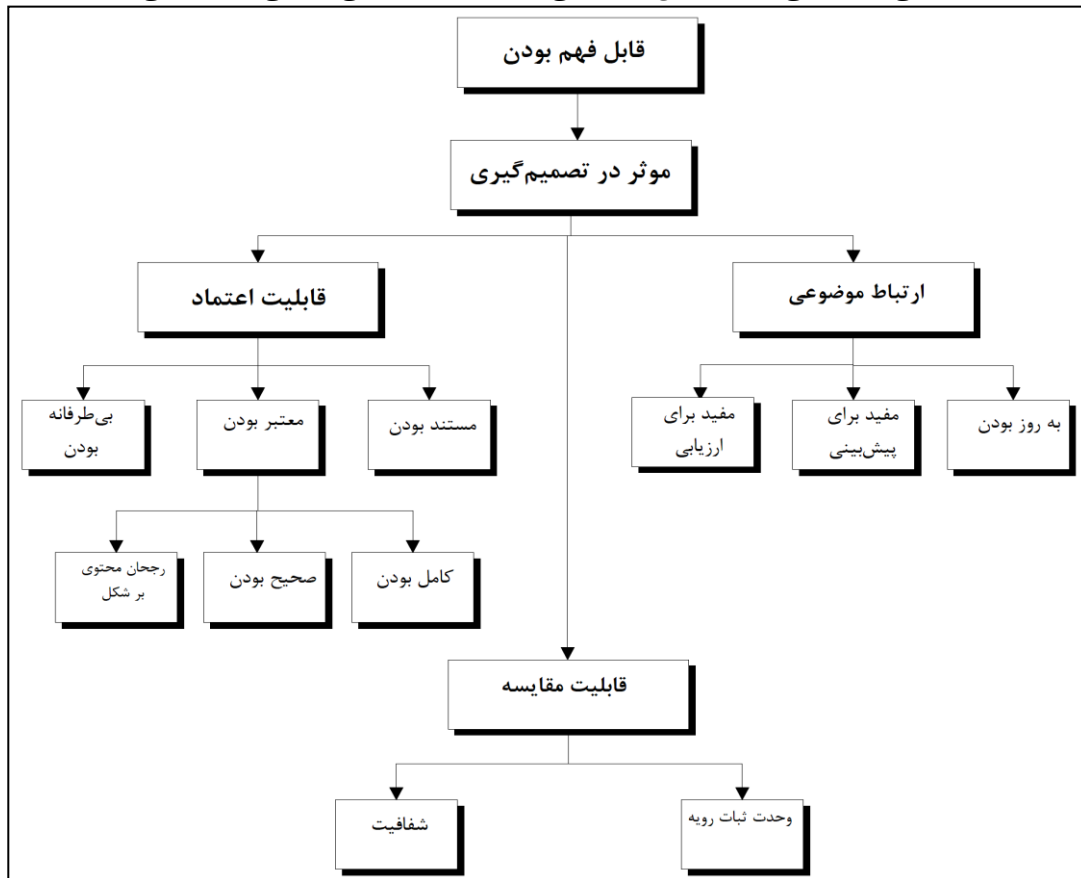 قابل فهم بودن
موثر در تصمیم‌گیری
ارتباط موضوعی
قابلیت اعتماد
به روز بودن
مفید برای
پیش‌بینی
مفید برای
ارزیابی
مستند بودن
معتبر بودن
بی‌طرفانه
بودن
کامل بودن
صحیح بودن
رجحان محتوی
بر شکل
قابلیت مقایسه
وحدت ثبات رویه
شفافیت